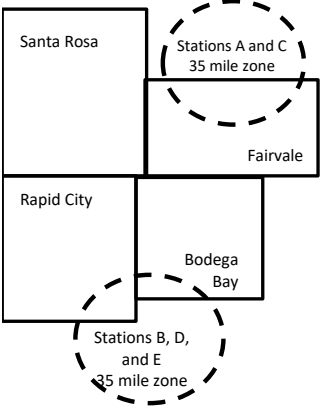 Santa Rosa
Stations A and C
35 mile zone
Fairvale
Rapid City
Bodega
Bay
Stations B, D,
and E
35 mile zone